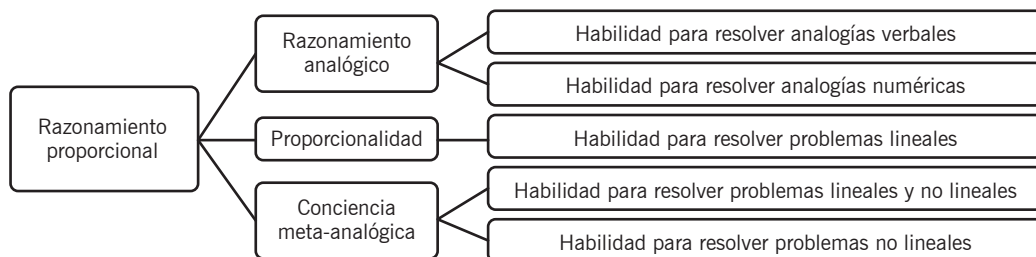 Razonamiento
proporcional
Razonamiento
analógico
Habilidad para resolver analogías verbales
Habilidad para resolver analogías numéricas
Proporcionalidad
Habilidad para resolver problemas lineales
Conciencia
meta-analógica
Habilidad para resolver problemas lineales y no lineales
Habilidad para resolver problemas no lineales